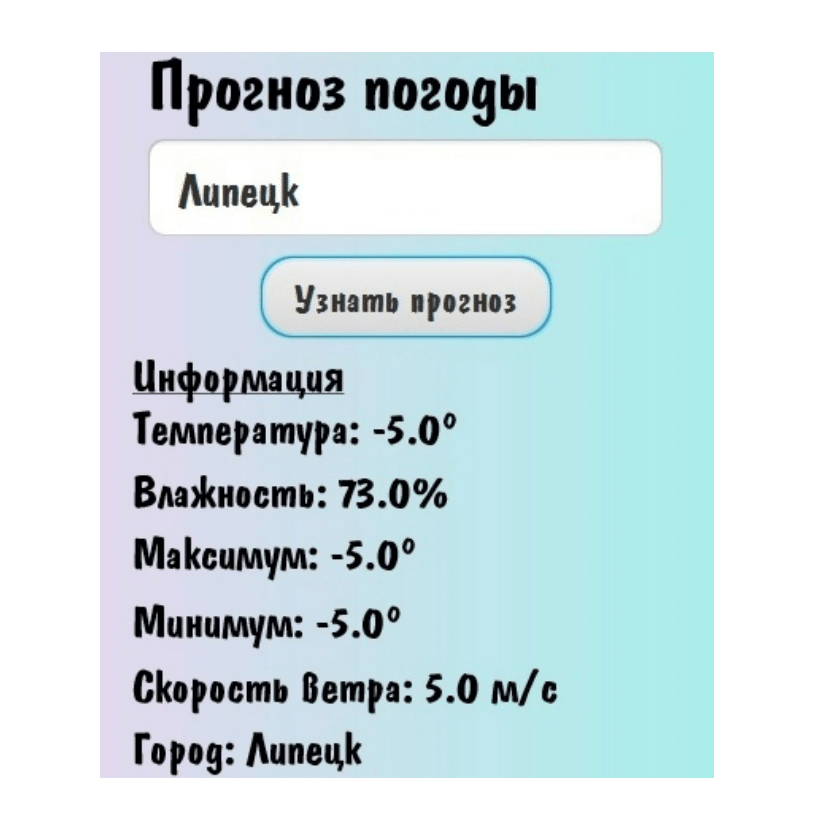 Прогноз погоды
Липецк
Узнать прогноз
Информация
Температура: -5.0°
Влажность: 73.0%
Максимум: -5.0°
Минимум: -5.0°
Скорость ветра: 5.0 м/с
Город: Липецк